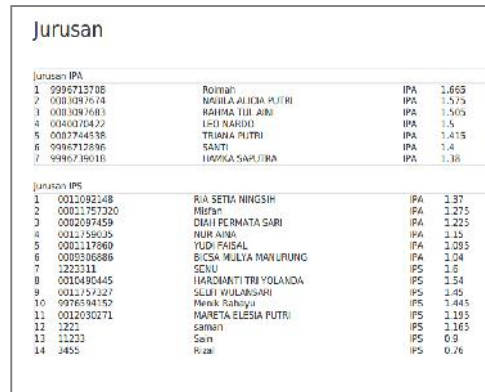 Jurusan
Jurusan IPA
1 9996713708 Roimah IPA 1.665
2 0003097674 NABILA ALICIA PUTRI IPA 1.575
3 0003097683 RAHMA TUL AINI IPA 1.505
4 0040070422 LEO NARDO IPA 1.5
5 0002744538 TRIANA PUTRI IPA 1.415
6 9996712896 SANTI IPA 1.4
7 9996739018 HAMKA SAPUTRA IPA 1.38
Jurusan IPS
1 0011092148 RIA SETIA NINGSIH IPA 1.37
2 00011757320 Misfan IPA 1.275
3 0002097459 DIAH PERMATA SARI IPA 1.225
4 0011759035 NUR AINA IPA 1.15
5 0001117860 YUDI FAISAL IPA 1.095
6 0009306886 BICSA MULYA MANURUNG IPA 1.04
7 1223311 SENU IPS 1.6
8 0010490445 HARDIANTI TRI YOLANDA IPS 1.54
9 0011757327 SELFI WULANSARI IPS 1.45
10 9976594152 Menik Rahayu IPS 1.445
11 0012030271 MARETA ELESIA PUTRI IPS 1.195
12 1221 saman IPS 1.165
13 11233 Sain IPS 0.9
14 3455 Rizal IPS 0.76